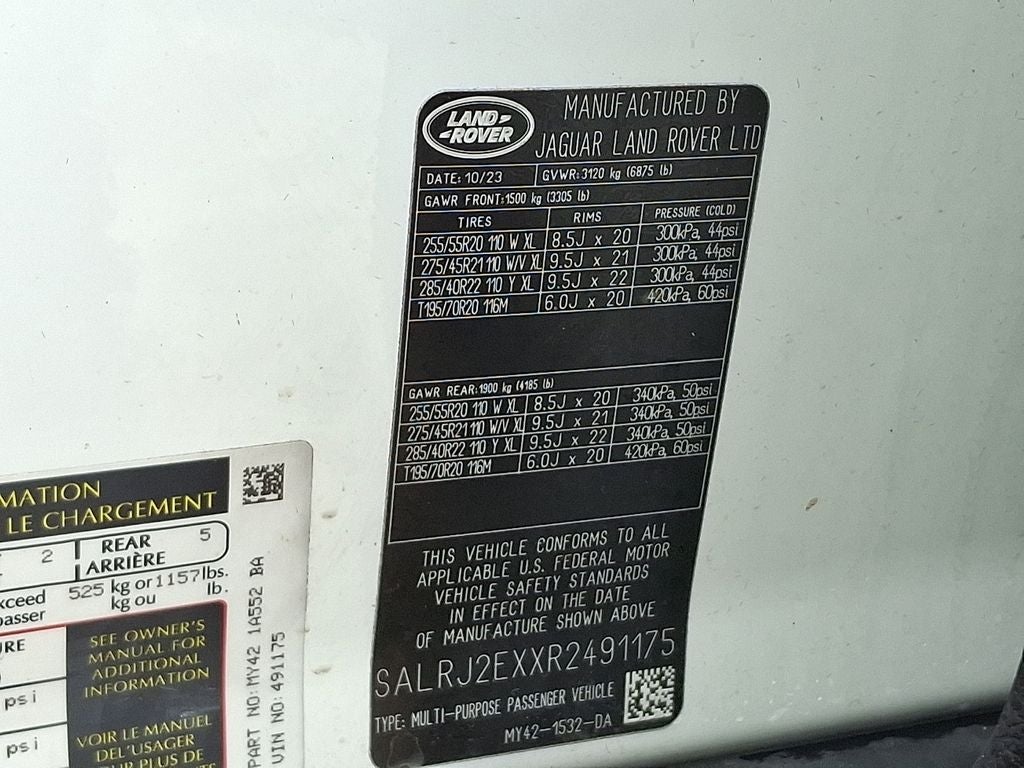 LAND-
-ROVER
MANUFACTURED BY
JAGUAR LAND ROVER LTD
DATE: 10/23 GVWR: 3120 kg (6875 lb)
GAWR FRONT: 1500 kg (3305 lb)
TIRES RIMS PRESSURE (COLD)
255/55R20 110 W XL 8.5J x 20 300kPa, 44psi
275/45R21 110 W/V XL 9.5J x 21 300kPa, 44psi
285/40R22 110 Y XL 9.5J x 22 300kPa, 44psi
T195/70R20 116M 6.0J x 20 420kPa, 60psi
GAWR REAR: 1900 kg (4185 lb)
255/55R20 110 W XL 8.5J x 20 340kPa, 50psi
275/45R21 110 W/V XL 9.5J x 21 340kPa, 50psi
285/40R22 110 Y XL 9.5J x 22 340kPa, 50psi
T195/70R20 116M 6.0J x 20 420kPa, 60psi
THIS VEHICLE CONFORMS TO ALL
APPLICABLE U.S. FEDERAL MOTOR
VEHICLE SAFETY STANDARDS
IN EFFECT ON THE DATE
OF MANUFACTURE SHOWN ABOVE
SALRJ2EXXR2491175
TYPE: MULTI-PURPOSE PASSENGER VEHICLE
MY42-1532-DA
MATION
LE CHARGEMENT
2 REAR 5
ARRIÈRE
xceed 525 kg or 1157 lbs.
passer kg ou lb.
URE
psi
psi
SEE OWNER'S
MANUAL FOR
ADDITIONAL
INFORMATION
VOIR LE MANUEL
DEL'USAGER
UR PLUS DE
PART NO: MY42 1A552 BA
VIN NO: 491175